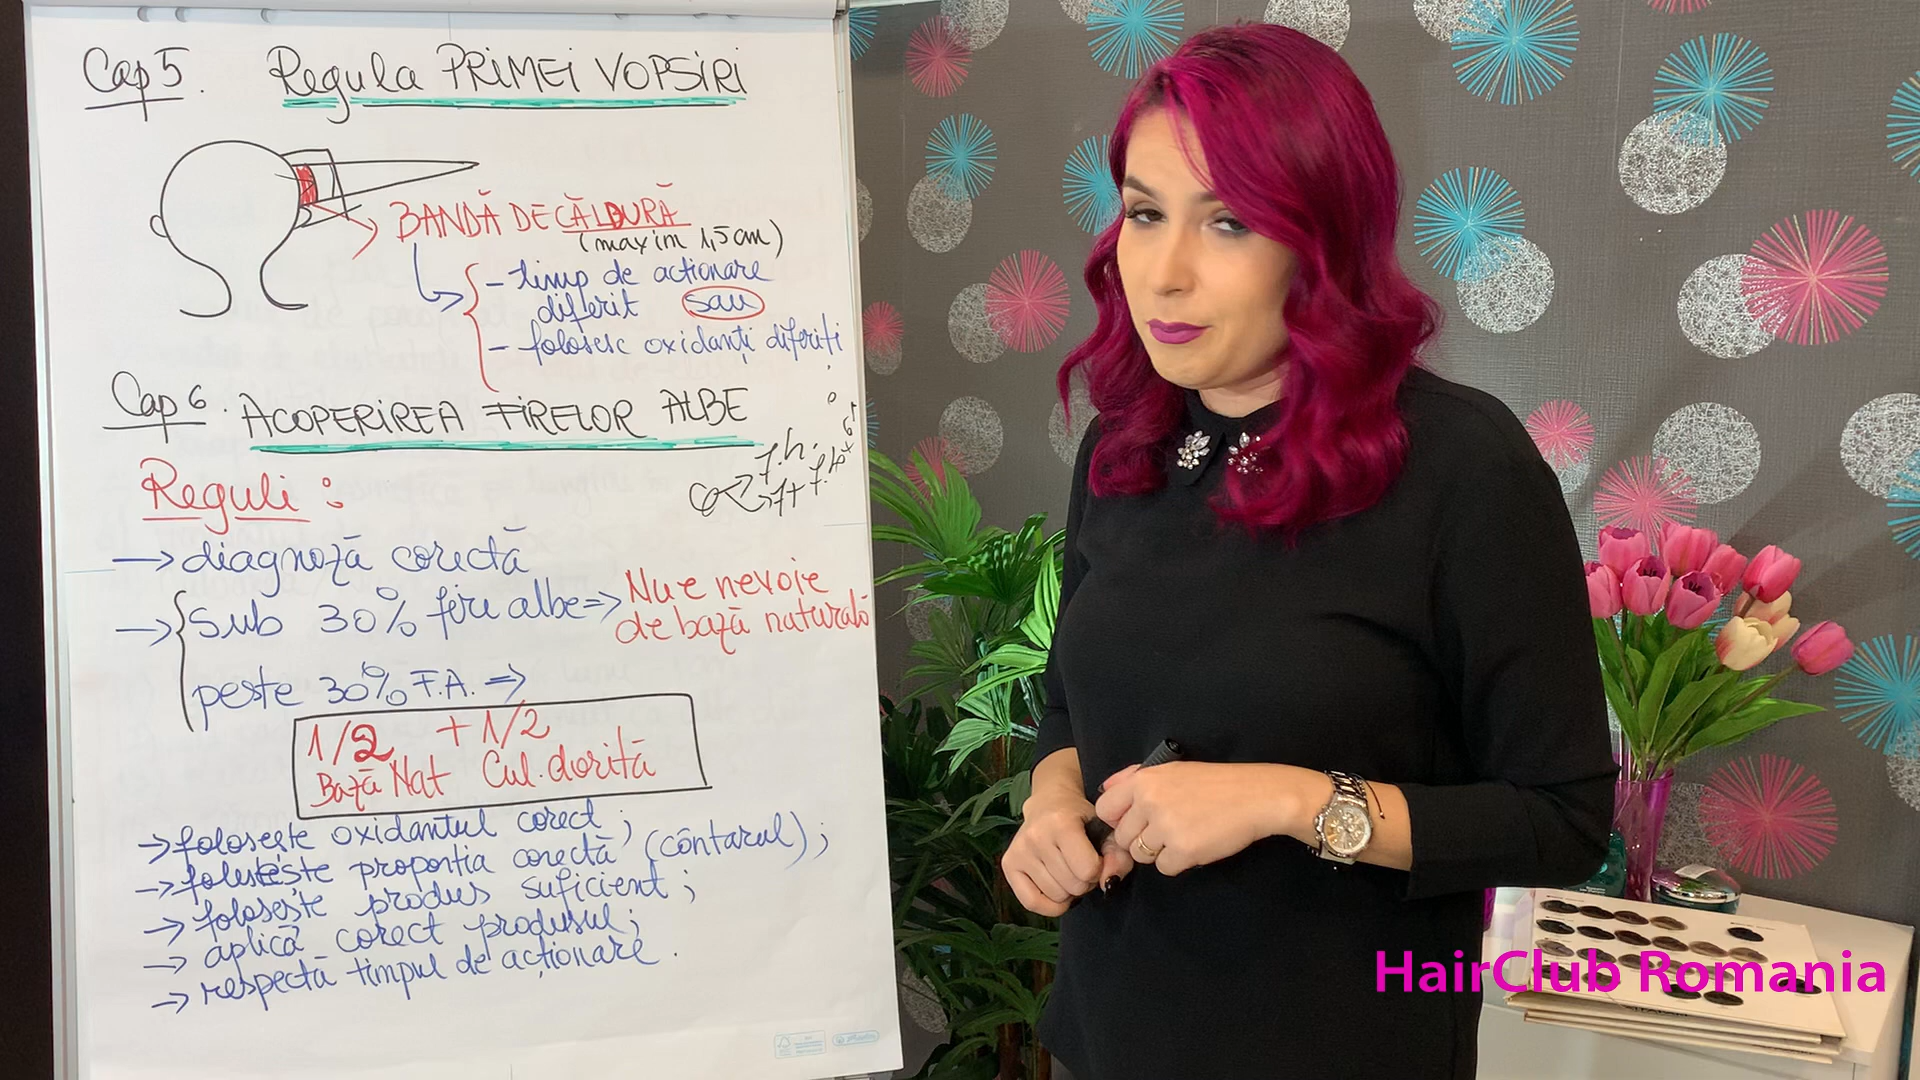 Cap 5. Regula PRIMEI VOPSIRI
BANDĂ DE CĂLDURĂ
(maxim 1,5 cm)
- timp de acționare
diferit sau
- folosesc oxidanți diferiți
Cap 6. ACOPERIREA FIRELOR ALBE
Reguli :
→ diagnoză corectă
→ sub 30% fire albe => Nu e nevoie
de bază naturală
peste 30% F.A. =>
1/2 + 1/2
Bază Nat Cul. dorită
→ folosește oxidantul corect ;
→ folosește proporția corectă (cântarul) ;
→ folosește produs suficient ;
→ aplică corect produsul ;
→ respectă timpul de acționare .
HairClub Romania